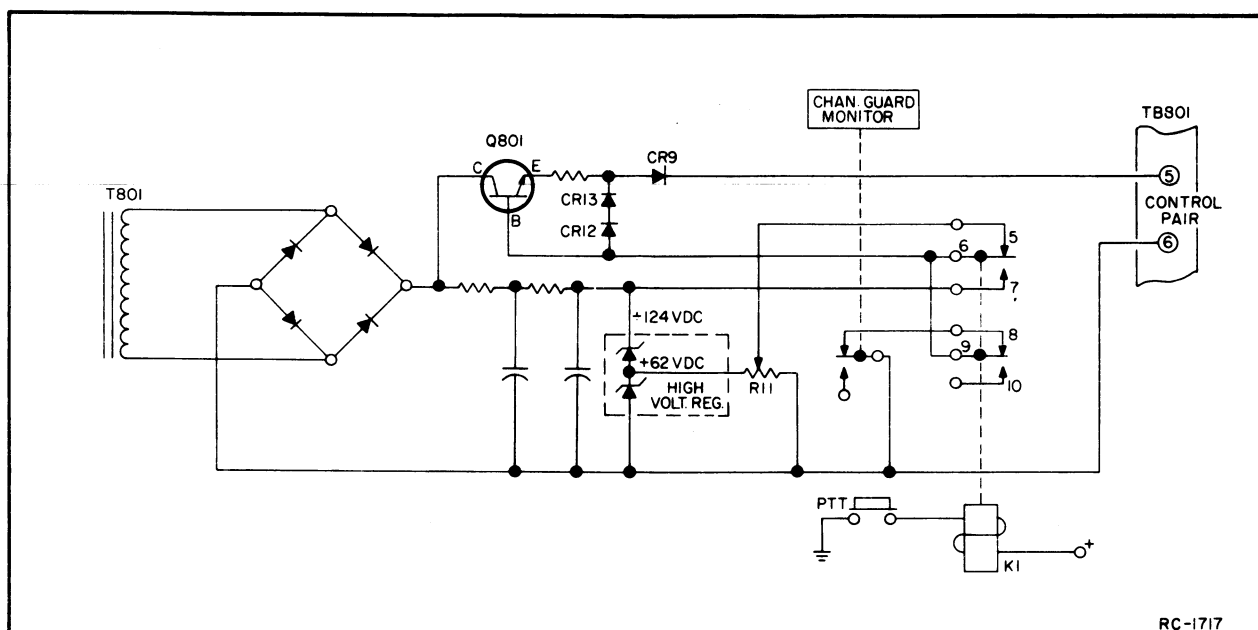 CHAN. GUARD
MONITOR
TB801
Q801
C
E
B
CR9
5
CONTROL
PAIR
6
CR13
CR12
T801
5
6
7
+124 VDC
+62 VDC
HIGH
VOLT. REG.
R11
8
9
10
PTT
+
K1
RC-1717